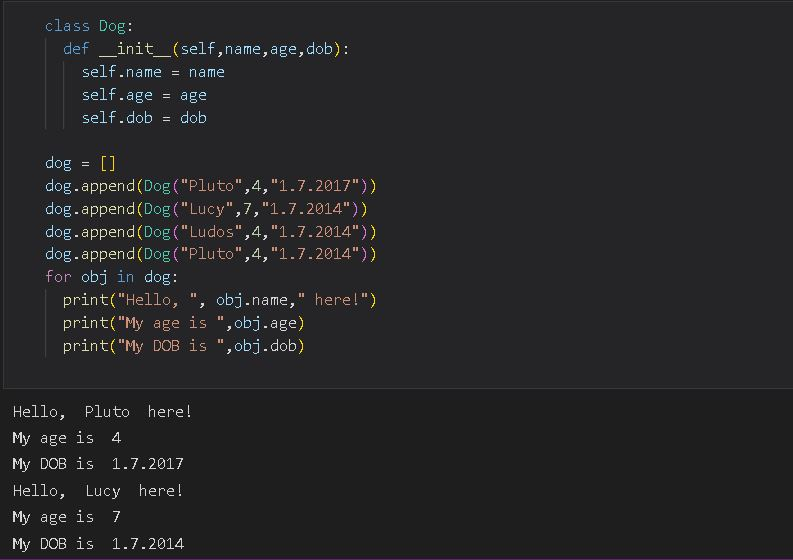 class Dog:
def __init__(self,name,age,dob):
self.name = name
self.age = age
self.dob = dob
dog = []
dog.append(Dog("Pluto",4,"1.7.2017"))
dog.append(Dog("Lucy",7,"1.7.2014"))
dog.append(Dog("Ludos",4,"1.7.2014"))
dog.append(Dog("Pluto",4,"1.7.2014"))
for obj in dog:
print("Hello, ", obj.name," here!")
print("My age is ",obj.age)
print("My DOB is ",obj.dob)
Hello,  Pluto  here!
My age is  4
My DOB is  1.7.2017
Hello,  Lucy  here!
My age is  7
My DOB is  1.7.2014